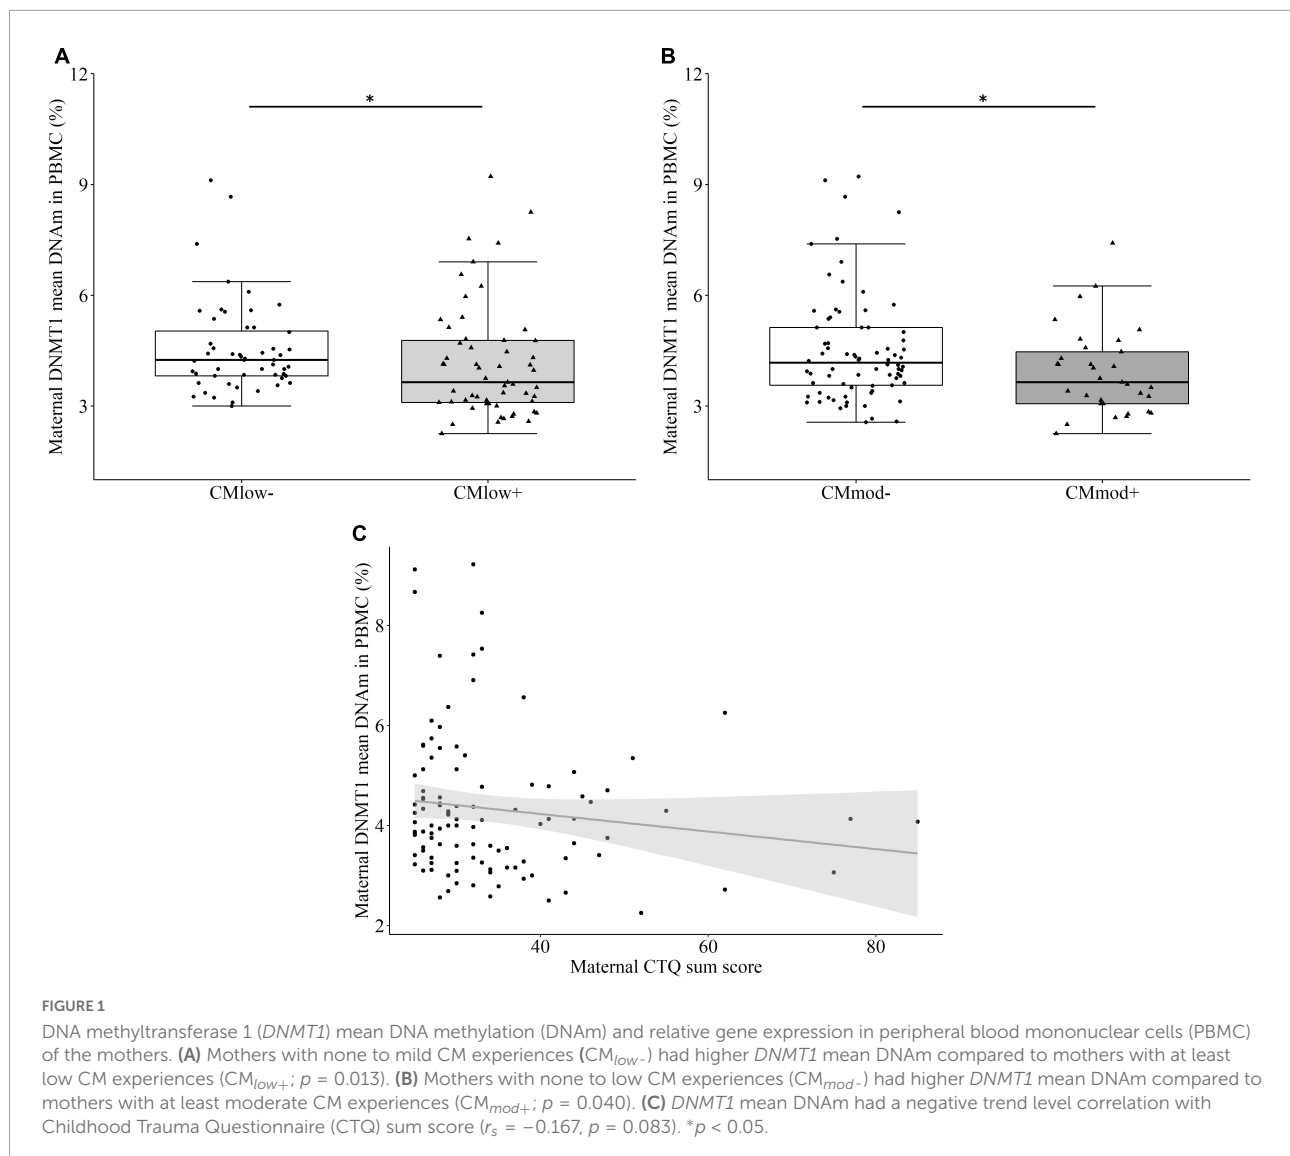 A
B
12
9
6
3
Maternal DNMT1 mean DNAm in PBMC (%)
*
CMlow-
CMlow+
12
9
6
3
Maternal DNMT1 mean DNAm in PBMC (%)
*
CMmod-
CMmod+
C
8
6
4
2
Maternal DNMT1 mean DNAm in PBMC (%)
40
60
80
Maternal CTQ sum score
FIGURE 1
DNA methyltransferase 1 (DNMT1) mean DNA methylation (DNAm) and relative gene expression in peripheral blood mononuclear cells (PBMC)
of the mothers. (A) Mothers with none to mild CM experiences (CMlow-) had higher DNMT1 mean DNAm compared to mothers with at least
low CM experiences (CMlow+; p = 0.013). (B) Mothers with none to low CM experiences (CMmod-) had higher DNMT1 mean DNAm compared to
mothers with at least moderate CM experiences (CMmod+; p = 0.040). (C) DNMT1 mean DNAm had a negative trend level correlation with
Childhood Trauma Questionnaire (CTQ) sum score (rs = −0.167, p = 0.083). *p < 0.05.